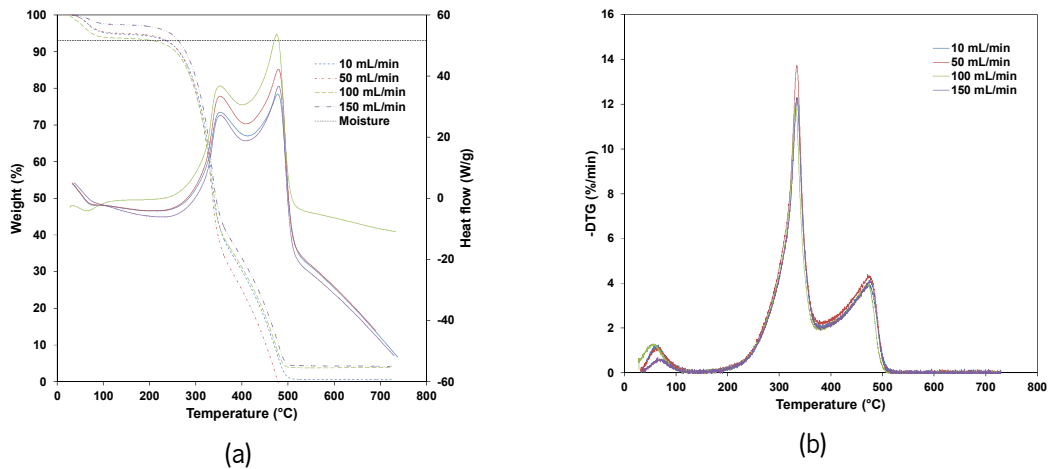 100
90
80
70
60
50
40
30
20
10
0
Weight (%)
60
40
20
0
-20
-40
-60
Heat flow (W/g)
10 mL/min
50 mL/min
100 mL/min
150 mL/min
Moisture
0 100 200 300 400 500 600 700 800
Temperature (°C)
(a)
16
14
12
10
8
6
4
2
0
-DTG (%/min)
10 mL/min
50 mL/min
100 mL/min
150 mL/min
0 100 200 300 400 500 600 700 800
Temperature (°C)
(b)